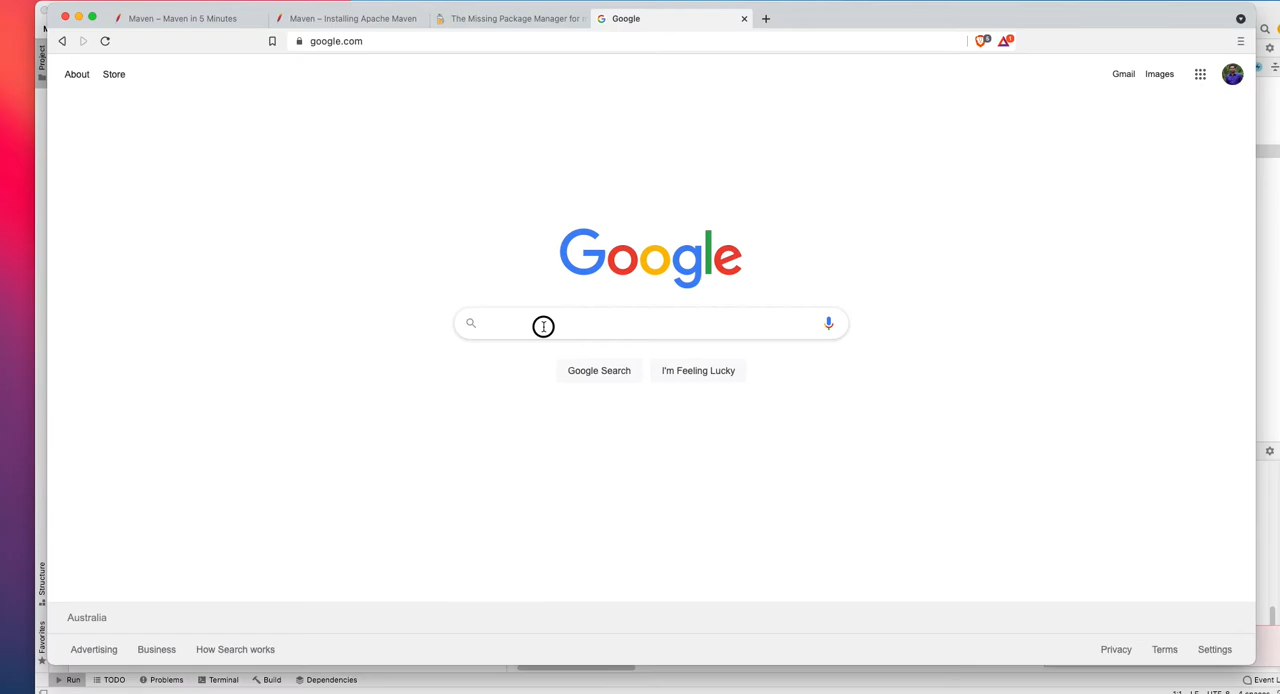 Maven – Maven in 5 Minutes
Maven – Installing Apache Maven
The Missing Package Manager for
Google
google.com
About
Store
Gmail
Images
Google
Google Search
I'm Feeling Lucky
Australia
Advertising
Business
How Search works
Privacy
Terms
Settings
Project
Structure
Favorites
Run
TODO
Problems
Terminal
Build
Dependencies
Event L